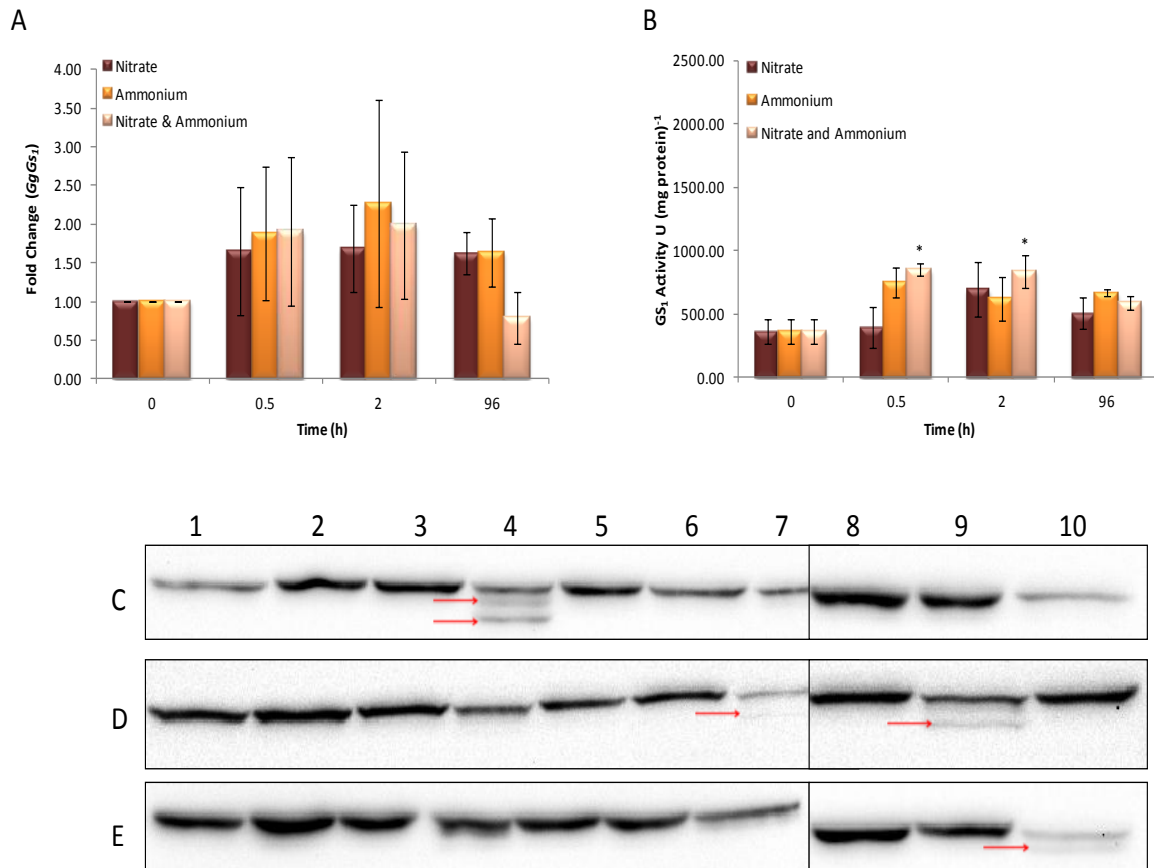 A
B
4.00
3.50
3.00
2.50
2.00
1.50
1.00
0.50
0.00
Fold Change (GgGs₁)
Nitrate
Ammonium
Nitrate & Ammonium
0 0.5 2 96
Time (h)
2500.00
2000.00
1500.00
1000.00
500.00
0.00
GS₁ Activity U (mg protein)⁻¹
Nitrate
Ammonium
Nitrate and Ammonium
* *
0 0.5 2 96
Time (h)
1 2 3 4 5 6 7 8 9 10
C
D
E